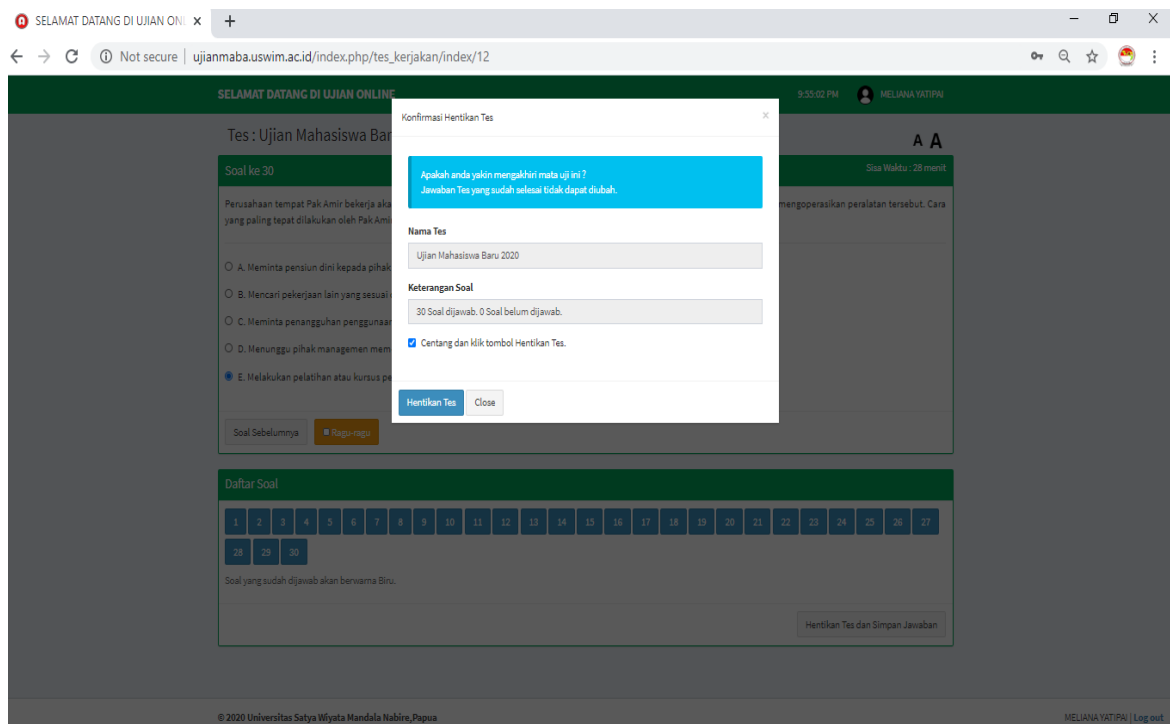 SELAMAT DATANG DI UJIAN ONL
Not secure | ujianmaba.uswim.ac.id/index.php/tes_kerjakan/index/12
SELAMAT DATANG DI UJIAN ONLINE
9:55:02 PM
MELIANA YATIPAI
Tes : Ujian Mahasiswa Bar
A A
Soal ke 30
Sisa Waktu : 28 menit
Perusahaan tempat Pak Amir bekerja aka
mengoperasikan peralatan tersebut. Cara
yang paling tepat dilakukan oleh Pak Ami
A. Meminta pensiun dini kepada pihak
B. Mencari pekerjaan lain yang sesuai
C. Meminta penangguhan penggunaan
D. Menunggu pihak managemen mem
E. Melakukan pelatihan atau kursus pe
Soal Sebelumnya
Ragu-ragu
Konfirmasi Hentikan Tes
x
Apakah anda yakin mengakhiri mata uji ini ?
Jawaban Tes yang sudah selesai tidak dapat diubah.
Nama Tes
Ujian Mahasiswa Baru 2020
Keterangan Soal
30 Soal dijawab. 0 Soal belum dijawab.
Centang dan klik tombol Hentikan Tes.
Hentikan Tes
Close
Daftar Soal
1 2 3 4 5 6 7 8 9 10 11 12 13 14 15 16 17 18 19 20 21 22 23 24 25 26 27
28 29 30
Soal yang sudah dijawab akan berwarna Biru.
Hentikan Tes dan Simpan Jawaban
© 2020 Universitas Satya Wiyata Mandala Nabire,Papua
MELIANA YATIPAI | Log out